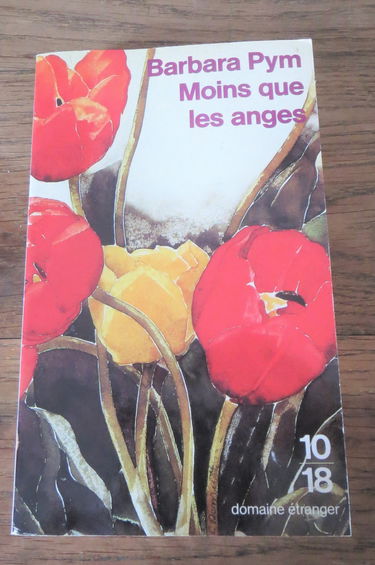 Barbara Pym
Moins que
les anges
10
18
domaine étranger